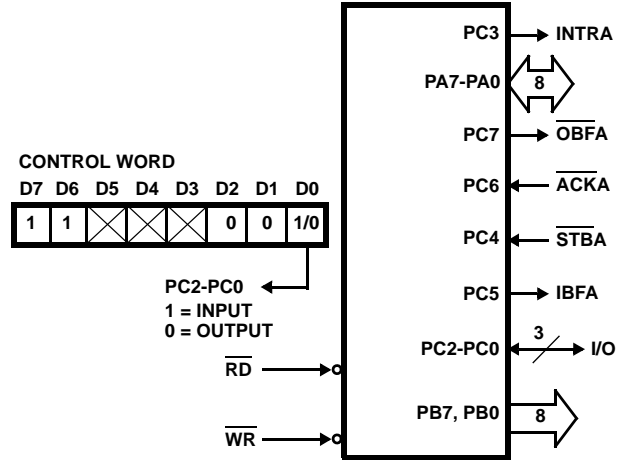 PC3 INTRA
PA7-PA0 8
PC7 OBFA
CONTROL WORD
D7 D6 D5 D4 D3 D2 D1 D0
1 1 0 0 1/0
PC6 ACKA
PC4 STBA
PC2-PC0
1 = INPUT
0 = OUTPUT
PC5 IBFA
PC2-PC0 3 I/O
RD
PB7, PB0 8
WR